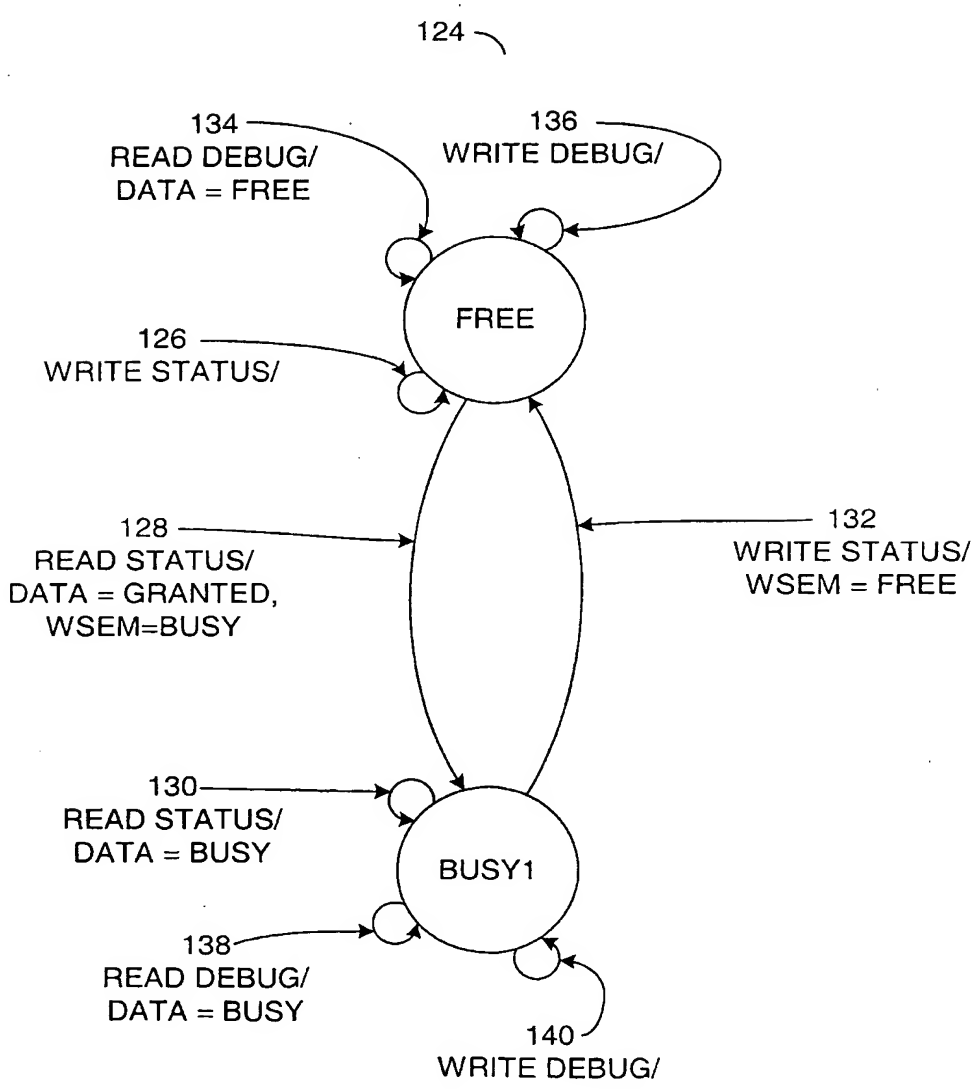 124
134
READ DEBUG/
DATA = FREE
136
WRITE DEBUG/
FREE
126
WRITE STATUS/
128
READ STATUS/
DATA = GRANTED,
WSEM=BUSY
132
WRITE STATUS/
WSEM = FREE
130
READ STATUS/
DATA = BUSY
BUSY1
138
READ DEBUG/
DATA = BUSY
140
WRITE DEBUG/